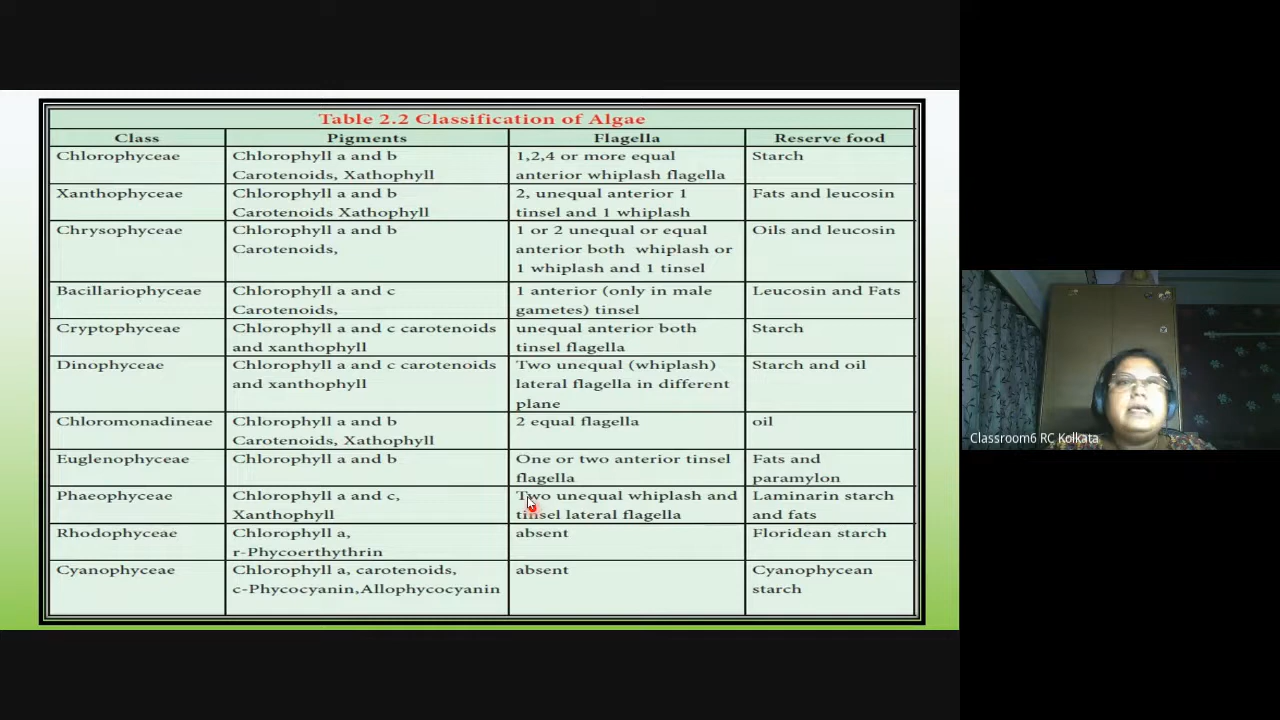 Table 2.2 Classification of Algae
Class Pigments Flagella Reserve food
Chlorophyceae Chlorophyll a and b 1,2,4 or more equal Starch
Carotenoids, Xathophyll anterior whiplash flagella
Xanthophyceae Chlorophyll a and b 2, unequal anterior 1 Fats and leucosin
Carotenoids Xathophyll tinsel and 1 whiplash
Chrysophyceae Chlorophyll a and b 1 or 2 unequal or equal Oils and leucosin
Carotenoids, anterior both whiplash or
1 whiplash and 1 tinsel
Bacillariophyceae Chlorophyll a and c 1 anterior (only in male Leucosin and Fats
Carotenoids, gametes) tinsel
Cryptophyceae Chlorophyll a and c carotenoids unequal anterior both Starch
and xanthophyll tinsel flagella
Dinophyceae Chlorophyll a and c carotenoids Two unequal (whiplash) Starch and oil
and xanthophyll lateral flagella in different
plane
Chloromonadineae Chlorophyll a and b 2 equal flagella oil
Carotenoids, Xathophyll
Euglenophyceae Chlorophyll a and b One or two anterior tinsel Fats and
flagella paramylon
Phaeophyceae Chlorophyll a and c, Two unequal whiplash and Laminarin starch
Xanthophyll tinsel lateral flagella and fats
Rhodophyceae Chlorophyll a, absent Floridean starch
r-Phycoerthythrin
Cyanophyceae Chlorophyll a, carotenoids, absent Cyanophycean
c-Phycocyanin,Allophycocyanin starch
Classroom6 RC Kolkata